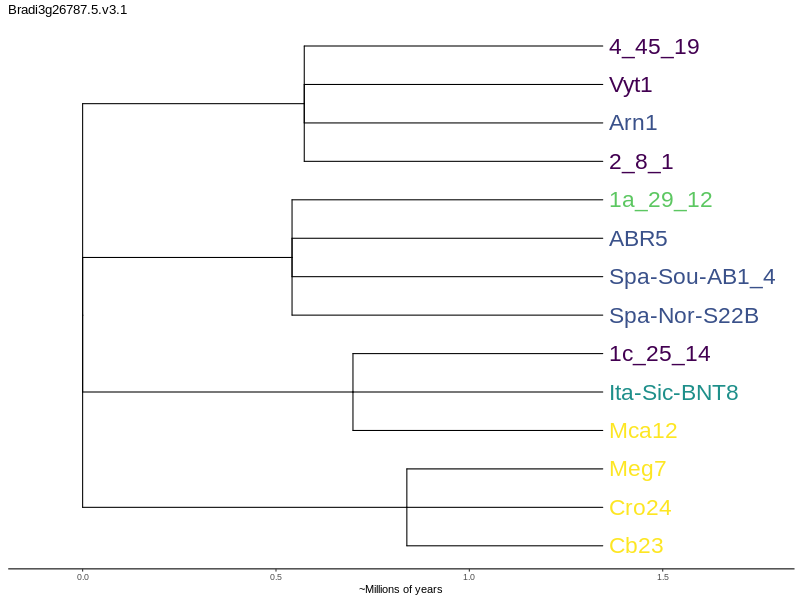 Bradi3g26787.5.v3.1
4_45_19
Vyt1
Arn1
2_8_1
1a_29_12
ABR5
Spa-Sou-AB1_4
Spa-Nor-S22B
1c_25_14
Ita-Sic-BNT8
Mca12
Meg7
Cro24
Cb23
0.0 0.5 1.0 1.5
~Millions of years